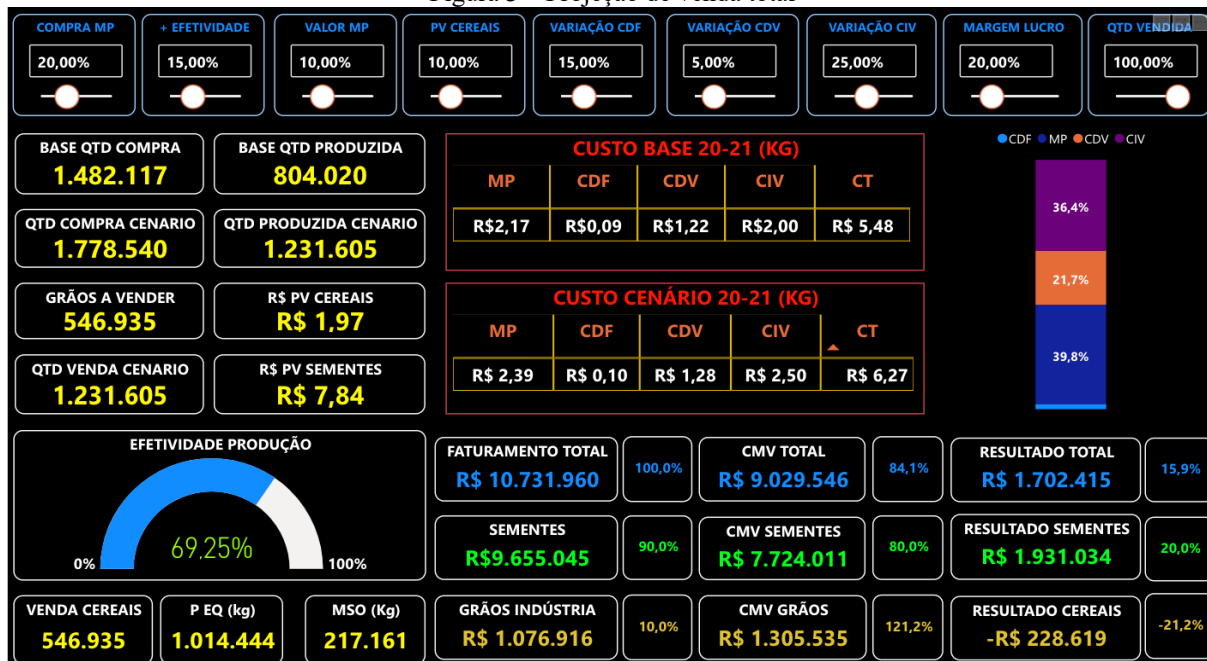 Figura 3 - Projeção de venda total
COMPRA MP + EFETIVIDADE VALOR MP PV CEREAIS VARIAÇÃO CDF VARIAÇÃO CDV VARIAÇÃO CIV MARGEM LUCRO QTD VENDIDA
20,00% 15,00% 10,00% 10,00% 15,00% 5,00% 25,00% 20,00% 100,00%
BASE QTD COMPRA
1.482.117
BASE QTD PRODUZIDA
804.020
QTD COMPRA CENARIO
1.778.540
QTD PRODUZIDA CENARIO
1.231.605
GRÃOS A VENDER
546.935
R$ PV CEREAIS
R$ 1,97
QTD VENDA CENARIO
1.231.605
R$ PV SEMENTES
R$ 7,84
CUSTO BASE 20-21 (KG)
MP CDF CDV CIV CT
R$2,17 R$0,09 R$1,22 R$2,00 R$ 5,48
CUSTO CENÁRIO 20-21 (KG)
MP CDF CDV CIV CT
R$ 2,39 R$ 0,10 R$ 1,28 R$ 2,50 R$ 6,27
CDF MP CDV CIV
36,4%
21,7%
39,8%
EFETIVIDADE PRODUÇÃO
69,25%
0% 100%
FATURAMENTO TOTAL
R$ 10.731.960
100,0%
CMV TOTAL
R$ 9.029.546
84,1%
RESULTADO TOTAL
R$ 1.702.415
15,9%
SEMENTES
R$9.655.045
90,0%
CMV SEMENTES
R$ 7.724.011
80,0%
RESULTADO SEMENTES
R$ 1.931.034
20,0%
VENDA CEREAIS
546.935
P EQ (kg)
1.014.444
MSO (Kg)
217.161
GRÃOS INDÚSTRIA
R$ 1.076.916
10,0%
CMV GRÃOS
R$ 1.305.535
121,2%
RESULTADO CEREAIS
-R$ 228.619
-21,2%